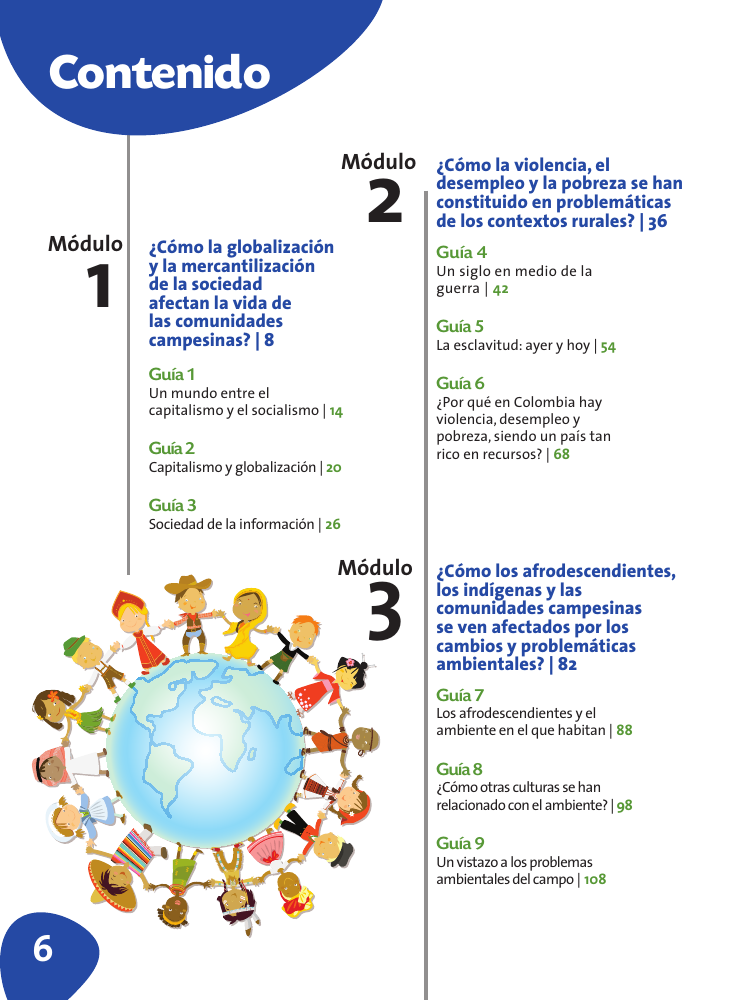 Contenido
Módulo
1
¿Cómo la globalización
y la mercantilización
de la sociedad
afectan la vida de
las comunidades
campesinas? | 8
Guía 1
Un mundo entre el
capitalismo y el socialismo | 14
Guía 2
Capitalismo y globalización | 20
Guía 3
Sociedad de la información | 26
Módulo
2
¿Cómo la violencia, el
desempleo y la pobreza se han
constituido en problemáticas
de los contextos rurales? | 36
Guía 4
Un siglo en medio de la
guerra | 42
Guía 5
La esclavitud: ayer y hoy | 54
Guía 6
¿Por qué en Colombia hay
violencia, desempleo y
pobreza, siendo un país tan
rico en recursos? | 68
Módulo
3
¿Cómo los afrodescendientes,
los indígenas y las
comunidades campesinas
se ven afectados por los
cambios y problemáticas
ambientales? | 82
Guía 7
Los afrodescendientes y el
ambiente en el que habitan | 88
Guía 8
¿Cómo otras culturas se han
relacionado con el ambiente? | 98
Guía 9
Un vistazo a los problemas
ambientales del campo | 108
6